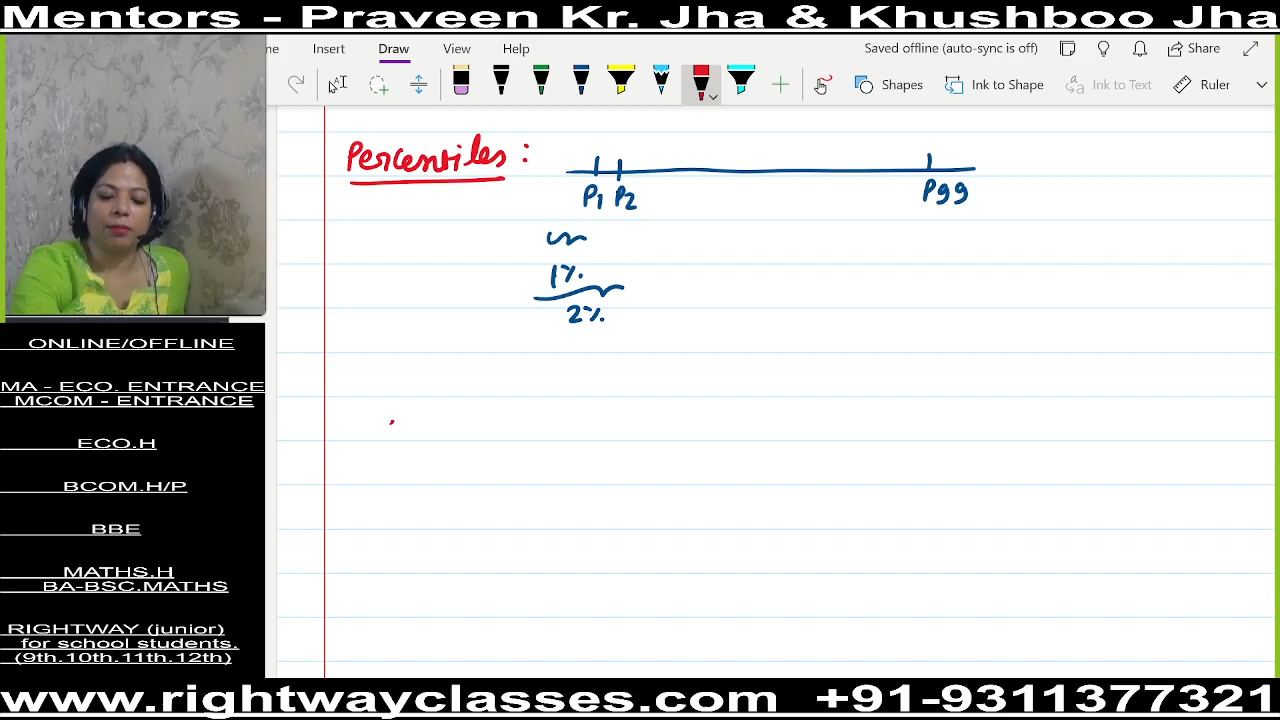 Mentors - Praveen Kr. Jha & Khushboo Jha
me Insert Draw View Help Saved offline (auto-sync is off) Share
Shapes Ink to Shape Ink to Text Ruler
Percentiles :
P1 P2 P99
1%.
2%.
ONLINE/OFFLINE
MA - ECO. ENTRANCE
MCOM - ENTRANCE
ECO.H
BCOM.H/P
BBE
MATHS.H
BA-BSC.MATHS
RIGHTWAY (junior)
for school students.
(9th.10th.11th.12th)
www.rightwayclasses.com +91-9311377321